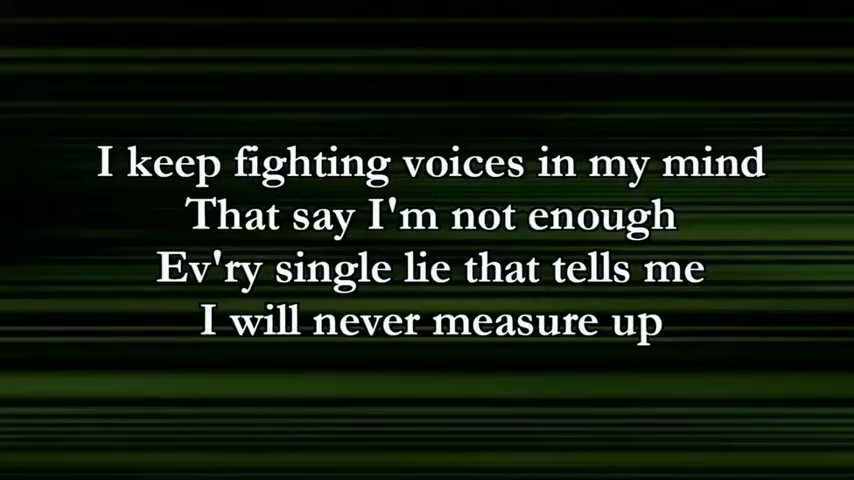 I keep fighting voices in my mind
That say I'm not enough
Ev'ry single lie that tells me
I will never measure up